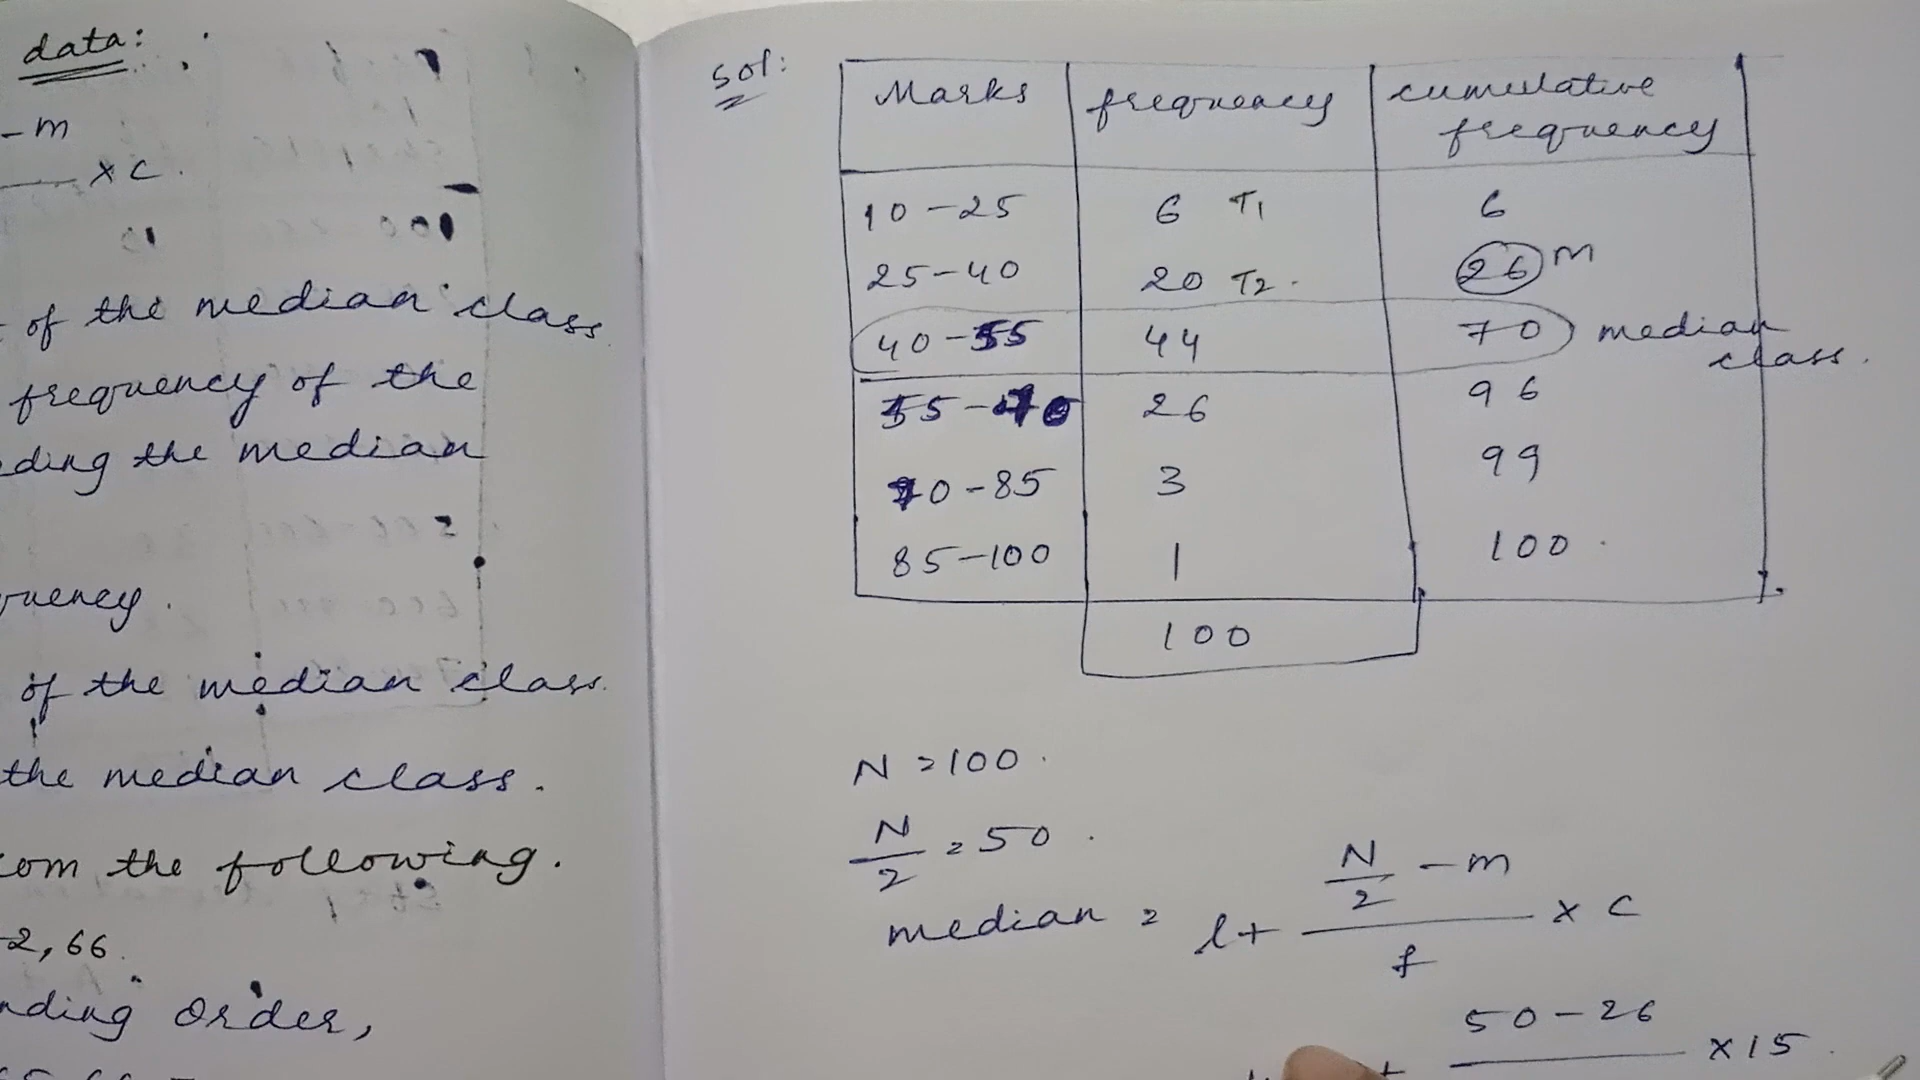 data:
- m
x c.
of the median class
frequency of the
ding the median
quency.
of the median class.
the median class.
from the following.
2, 66.
nding order,
Sol:
Marks frequency cumulative frequency
10 - 25 6 T1 6
25 - 40 20 T2. 26 m
40 - 55 44 70 median class.
55 - 70 26 96
70 - 85 3 99
85 - 100 1 100.
100
N = 100.
N/2 = 50.
median = l + (N/2 - m)/f x c
50 - 26
+ x 15.